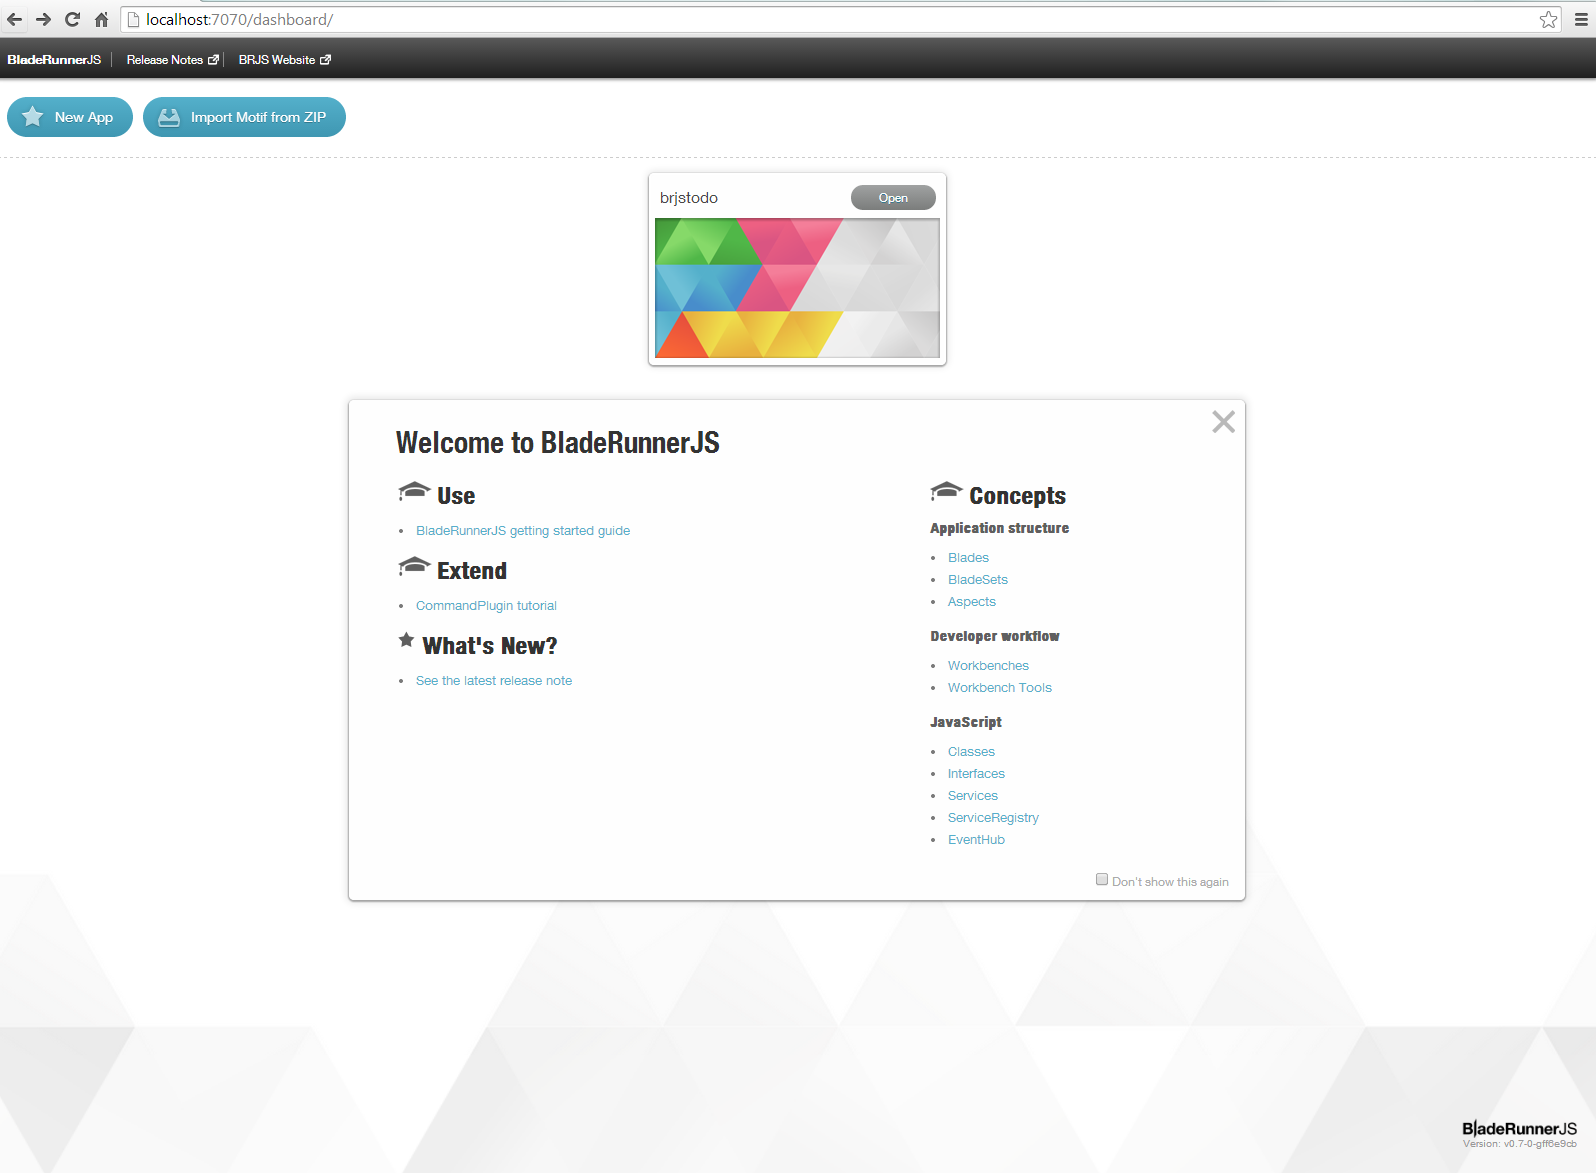 localhost:7070/dashboard/
BladeRunnerJS
Release Notes
BRJS Website
New App
Import Motif from ZIP
brjstodo
Open
Welcome to BladeRunnerJS
Use
BladeRunnerJS getting started guide
Extend
CommandPlugin tutorial
What's New?
See the latest release note
Concepts
Application structure
Blades
BladeSets
Aspects
Developer workflow
Workbenches
Workbench Tools
JavaScript
Classes
Interfaces
Services
ServiceRegistry
EventHub
Don't show this again
BladeRunnerJS
Version: v0.7-0-gff6e9cb